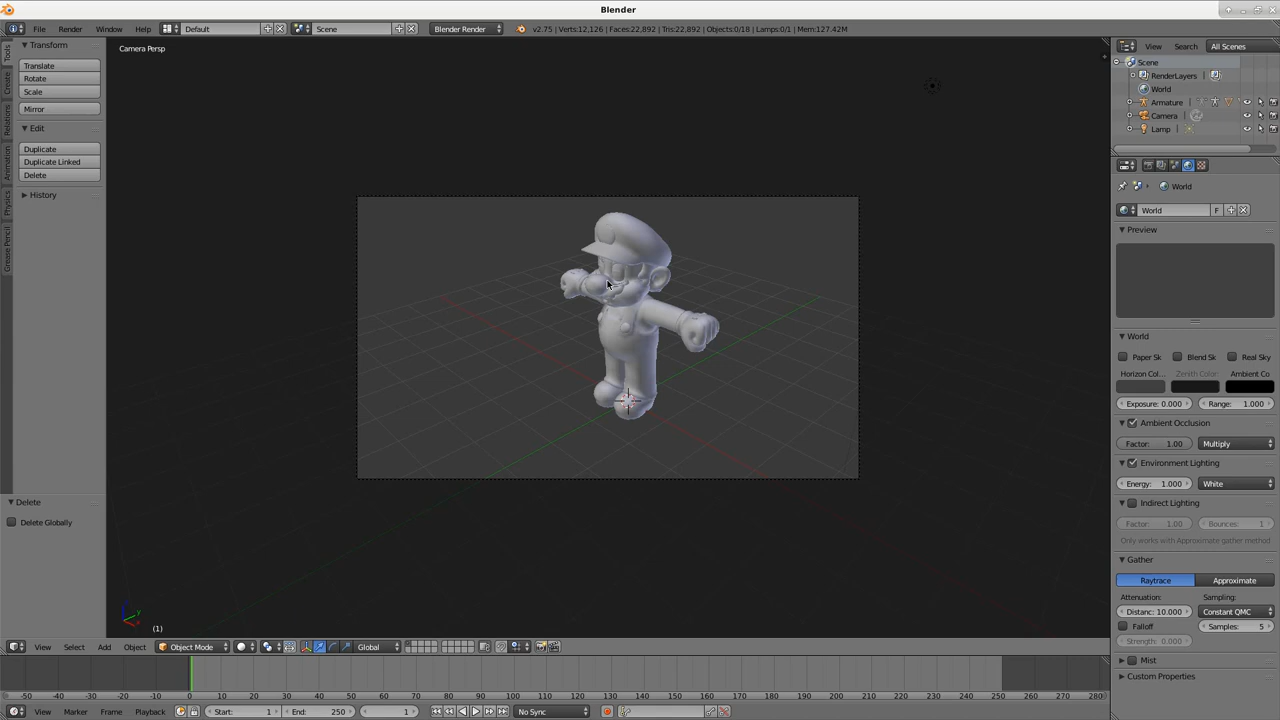 Blender
File Render Window Help Default Scene Blender Render v2.75 | Verts:12,126 | Faces:22,892 | Tris:22,892 | Objects:0/18 | Lamps:0/1 | Mem:127.42M
Tools
Create
Relations
Animation
Physics
Grease Pencil
Transform
Translate
Rotate
Scale
Mirror
Edit
Duplicate
Duplicate Linked
Delete
History
Delete
Delete Globally
Camera Persp
(1)
View Search All Scenes
Scene
RenderLayers
World
Armature
Camera
Lamp
World
World F
Preview
World
Paper Sk Blend Sk Real Sky
Horizon Col... Zenith Color: Ambient Co
Exposure: 0.000 Range: 1.000
Ambient Occlusion
Factor: 1.00 Multiply
Environment Lighting
Energy: 1.000 White
Indirect Lighting
Factor: 1.00 Bounces: 1
Only works with Approximate gather method
Gather
Raytrace Approximate
Attenuation: Sampling:
Distanc: 10.000 Constant QMC
Falloff Samples: 5
Strength: 0.000
Mist
Custom Properties
View Select Add Object Object Mode Global
-50 -40 -30 -20 -10 0 10 20 30 40 50 60 70 80 90 100 110 120 130 140 150 160 170 180 190 200 210 220 230 240 250 260 270 280
View Marker Frame Playback Start: 1 End: 250 1 No Sync